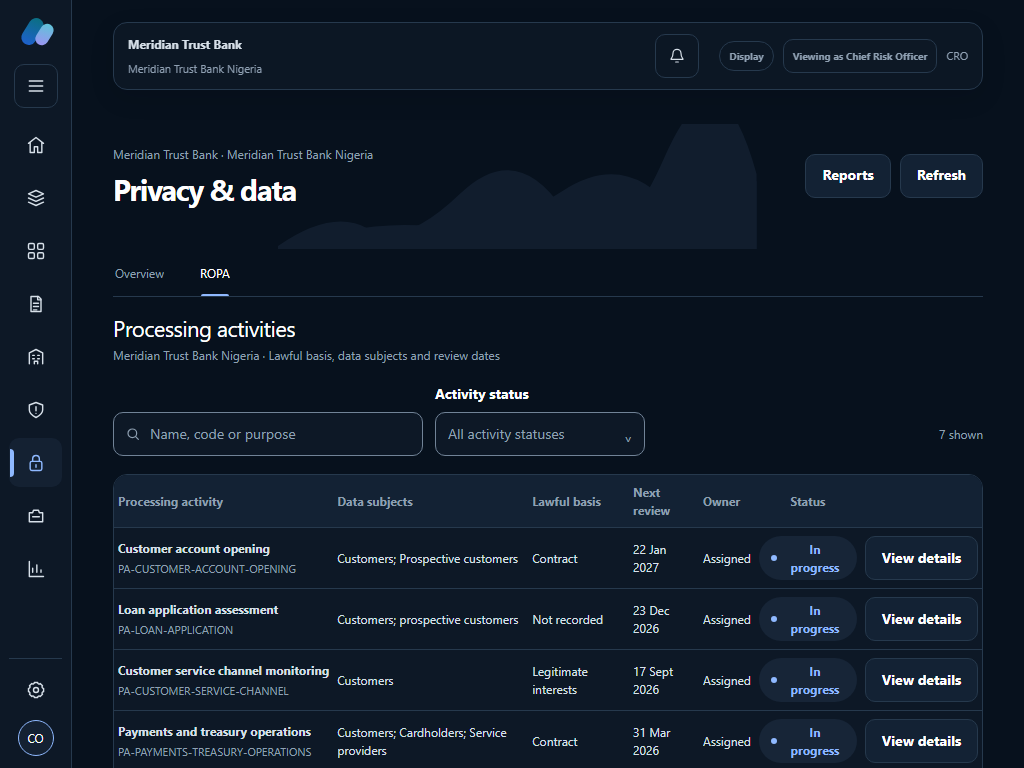 Meridian Trust Bank
Meridian Trust Bank Nigeria
Display
Viewing as Chief Risk Officer
CRO
Meridian Trust Bank · Meridian Trust Bank Nigeria
Privacy & data
Reports
Refresh
Overview
ROPA
Processing activities
Meridian Trust Bank Nigeria · Lawful basis, data subjects and review dates
Activity status
Name, code or purpose
All activity statuses
7 shown
Processing activity
Data subjects
Lawful basis
Next
review
Owner
Status
Customer account opening
PA-CUSTOMER-ACCOUNT-OPENING
Customers; Prospective customers
Contract
22 Jan
2027
Assigned
In
progress
View details
Loan application assessment
PA-LOAN-APPLICATION
Customers; prospective customers
Not recorded
23 Dec
2026
Assigned
In
progress
View details
Customer service channel monitoring
PA-CUSTOMER-SERVICE-CHANNEL
Customers
Legitimate
interests
17 Sept
2026
Assigned
In
progress
View details
Payments and treasury operations
PA-PAYMENTS-TREASURY-OPERATIONS
Customers; Cardholders; Service
providers
Contract
31 Mar
2026
Assigned
In
progress
View details
CO